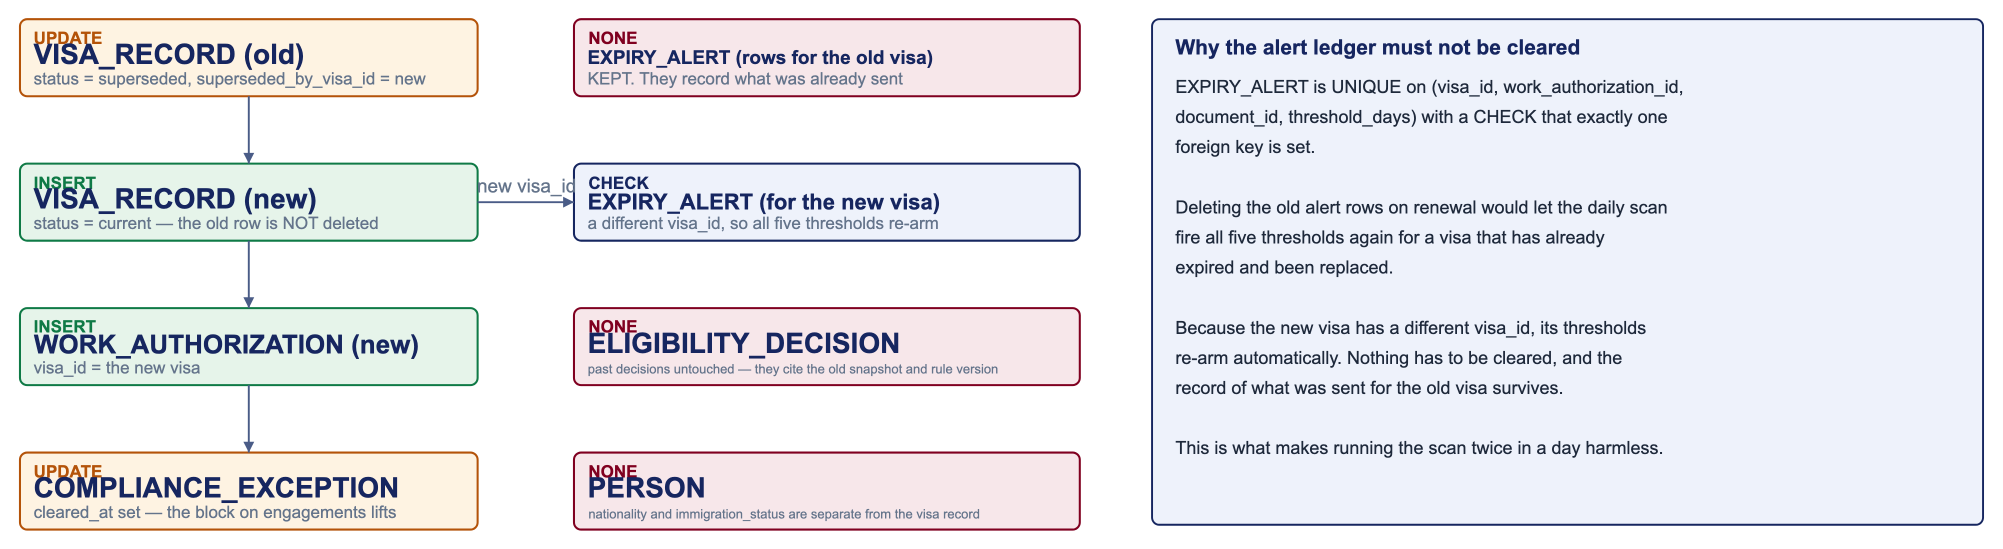 UPDATE
VISA_RECORD (old)
status = superseded, superseded_by_visa_id = new
NONE
EXPIRY_ALERT (rows for the old visa)
KEPT. They record what was already sent
INSERT
VISA_RECORD (new)
status = current — the old row is NOT deleted
new visa_id
CHECK
EXPIRY_ALERT (for the new visa)
a different visa_id, so all five thresholds re-arm
INSERT
WORK_AUTHORIZATION (new)
visa_id = the new visa
NONE
ELIGIBILITY_DECISION
past decisions untouched — they cite the old snapshot and rule version
UPDATE
COMPLIANCE_EXCEPTION
cleared_at set — the block on engagements lifts
NONE
PERSON
nationality and immigration_status are separate from the visa record
Why the alert ledger must not be cleared
EXPIRY_ALERT is UNIQUE on (visa_id, work_authorization_id,
document_id, threshold_days) with a CHECK that exactly one
foreign key is set.
Deleting the old alert rows on renewal would let the daily scan
fire all five thresholds again for a visa that has already
expired and been replaced.
Because the new visa has a different visa_id, its thresholds
re-arm automatically. Nothing has to be cleared, and the
record of what was sent for the old visa survives.
This is what makes running the scan twice in a day harmless.